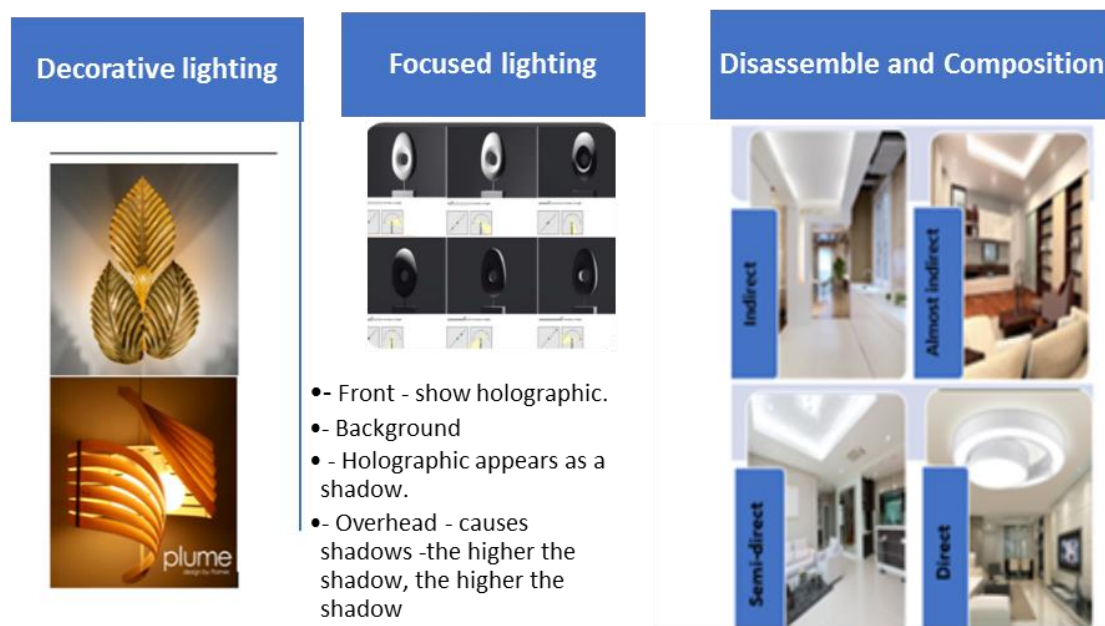 Decorative lighting
Focused lighting
Disassemble and Composition
•- Front - show holographic.
•- Background
• - Holographic appears as a
shadow.
•- Overhead - causes
shadows -the higher the
shadow, the higher the
shadow
plume
Indirect
Almost indirect
Semi-direct
Direct